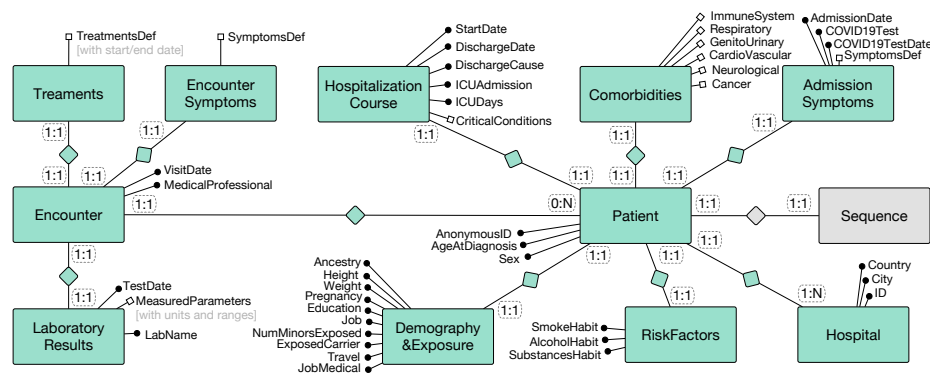 TreatmentsDef
[with start/end date]
SymptomsDef
Treaments
Encounter
Symptoms
StartDate
DischargeDate
DischargeCause
ICUAdmission
ICUDays
CriticalConditions
Hospitalization
Course
ImmuneSystem
Respiratory
GenitoUrinary
CardioVascular
Neurological
Cancer
Comorbidities
AdmissionDate
COVID19Test
COVID19TestDate
SymptomsDef
Admission
Symptoms
1:1
1:1
1:1
1:1
1:1
1:1
1:1
1:1
1:1
1:1
VisitDate
MedicalProfessional
Encounter
1:1
0:N
Patient
1:1
1:1
Sequence
AnonymousID
AgeAtDiagnosis
Sex
1:1
1:1
1:1
1:1
1:1
TestDate
MeasuredParameters
[with units and ranges]
LabName
Laboratory
Results
Ancestry
Height
Weight
Pregnancy
Education
Job
NumMinorsExposed
ExposedCarrier
Travel
JobMedical
Demography
&Exposure
1:1
SmokeHabit
AlcoholHabit
SubstancesHabit
1:1
RiskFactors
Country
City
ID
1:N
Hospital